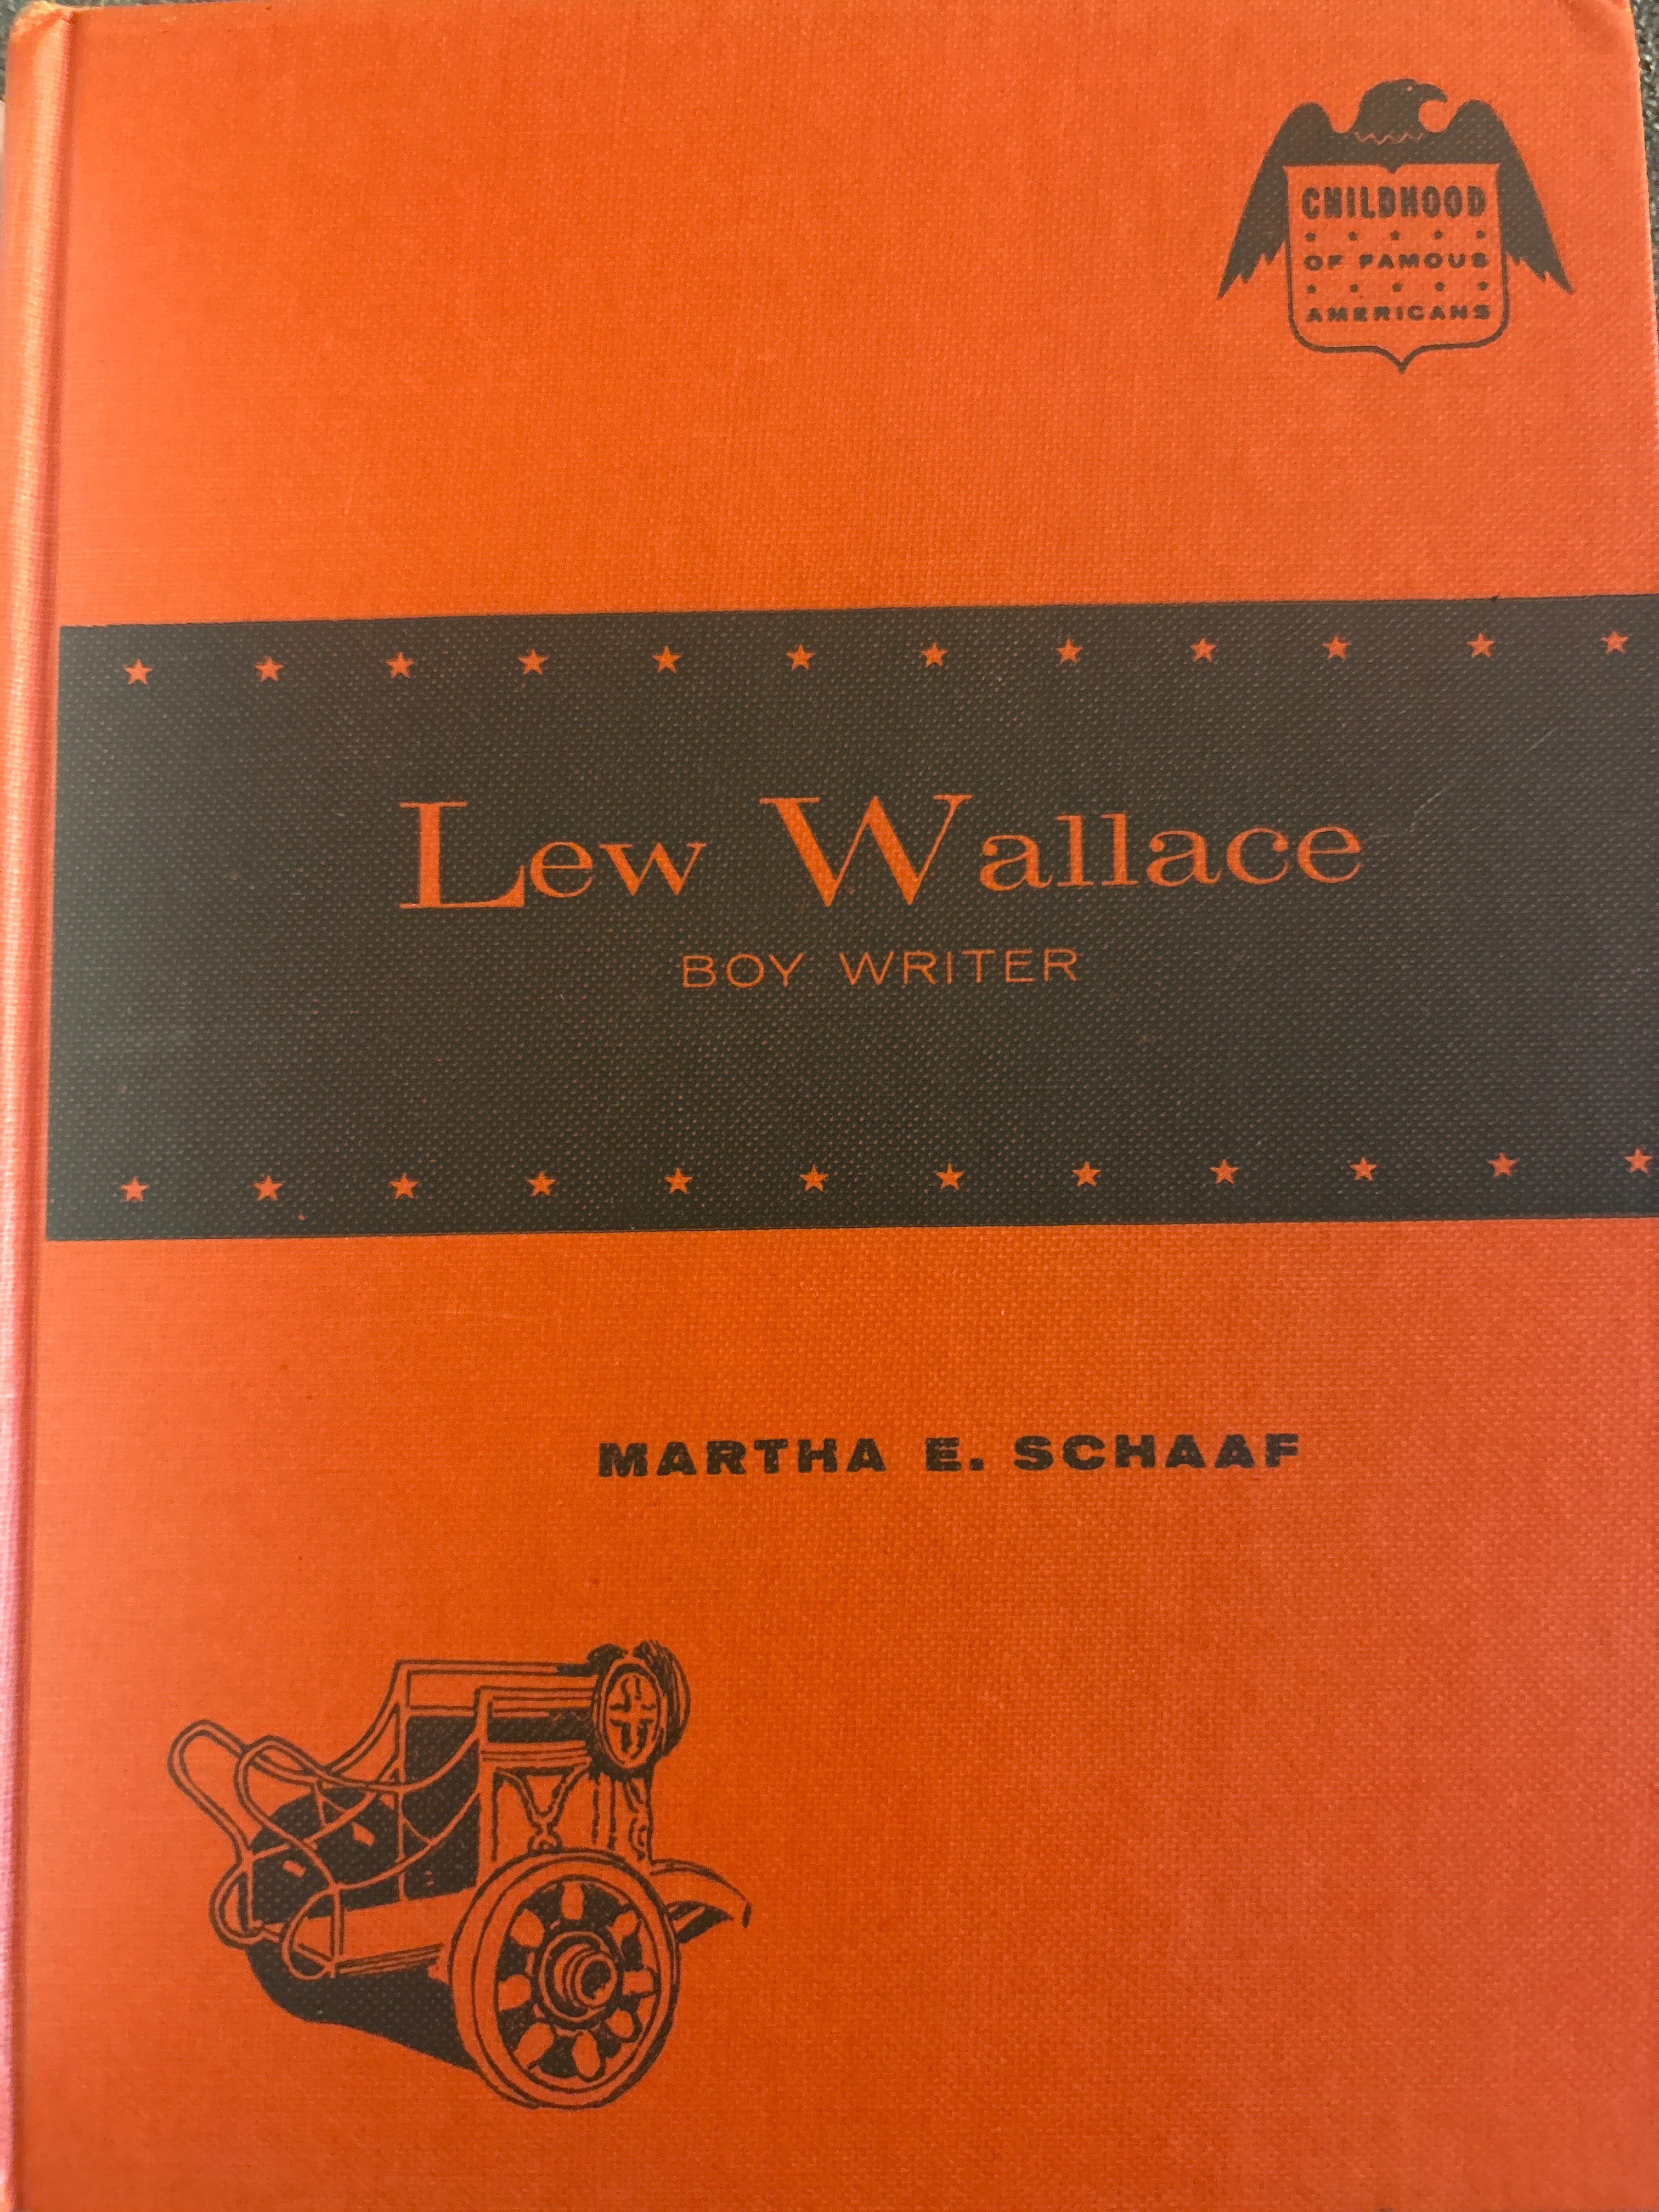 CHILDHOOD
OF FAMOUS
AMERICANS
Lew Wallace
BOY WRITER
MARTHA E. SCHAAF